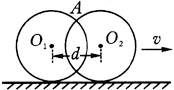 A
O₁ d O₂ v